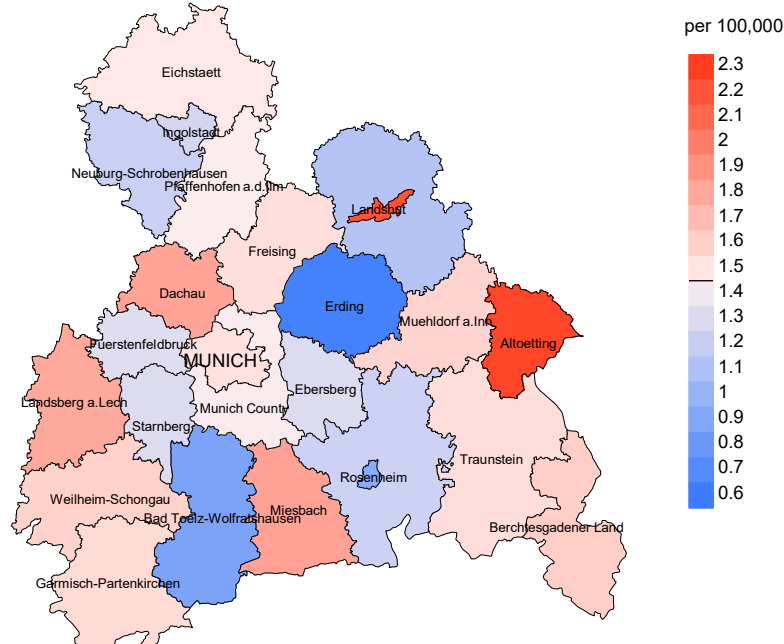 per 100,000
2.3
2.2
2.1
2
1.9
1.8
1.7
1.6
1.5
1.4
1.3
1.2
1.1
1
0.9
0.8
0.7
0.6
Eichstaett
Ingolstadt
Neuburg-Schrobenhausen
Pfaffenhofen a.d.Ilm
Landshut
Freising
Dachau
Erding
Muehldorf a.Inn
Altoetting
Fuerstenfeldbruck
MUNICH
Ebersberg
Landsberg a.Lech
Munich County
Starnberg
Traunstein
Rosenheim
Weilheim-Schongau
Miesbach
Bad Toelz-Wolfratshausen
Berchtesgadener Land
Garmisch-Partenkirchen